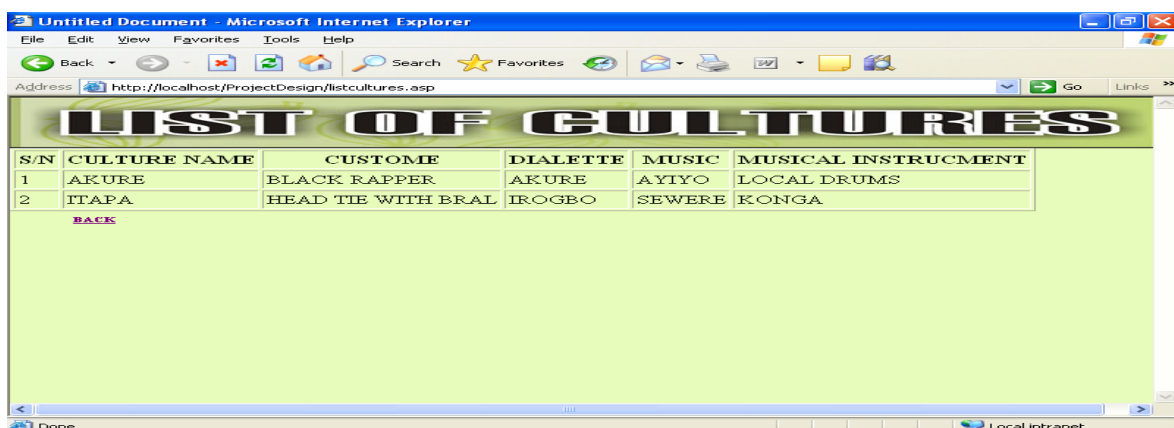 Untitled Document - Microsoft Internet Explorer
File Edit View Favorites Tools Help
Back Search Favorites
Address http://localhost/ProjectDesign/listcultures.asp Go Links »
LIST OF CULTURES
S/N CULTURE NAME CUSTOME DIALETTE MUSIC MUSICAL INSTRUCMENT
1 AKURE BLACK RAPPER AKURE AYIYO LOCAL DRUMS
2 ITAPA HEAD TIE WITH BRAL IROGBO SEWERE KONGA
BACK
Done Local intranet